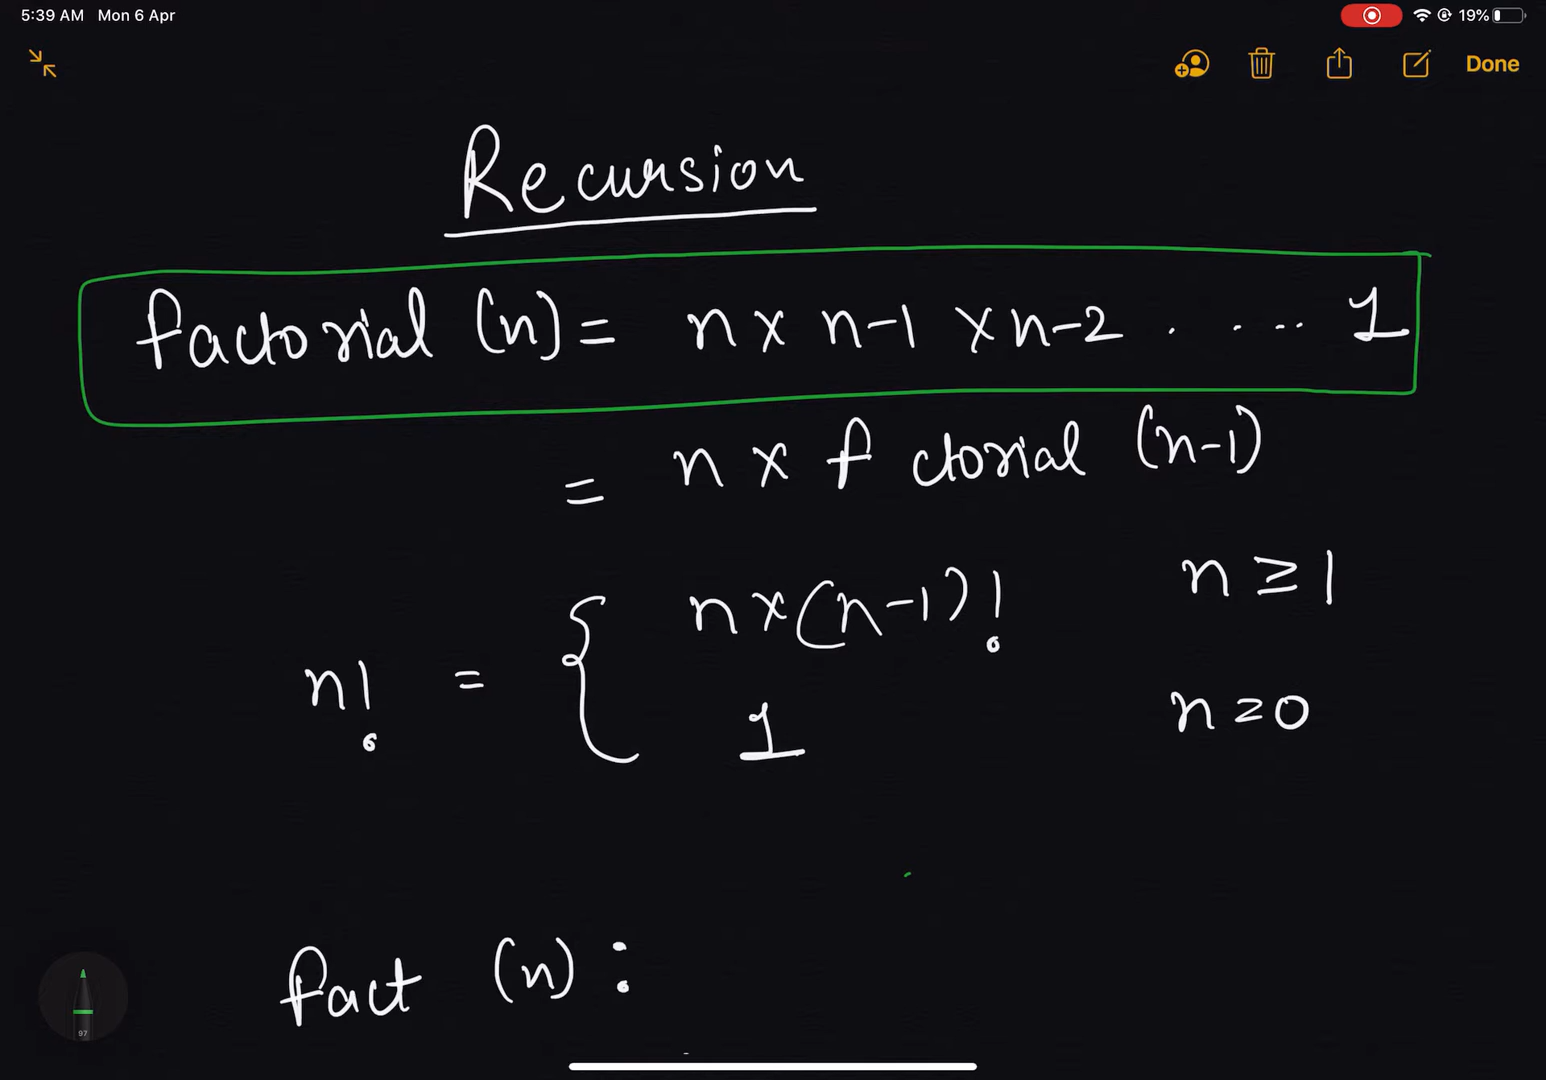 5:39 AM Mon 6 Apr 19%
Done
Recursion
factorial (n) = n x n-1 x n-2 . . ... 1
= n x f ctorial (n-1)
n x (n-1)! n ≥ 1
n! = {
1 n = 0
fact (n) :
97